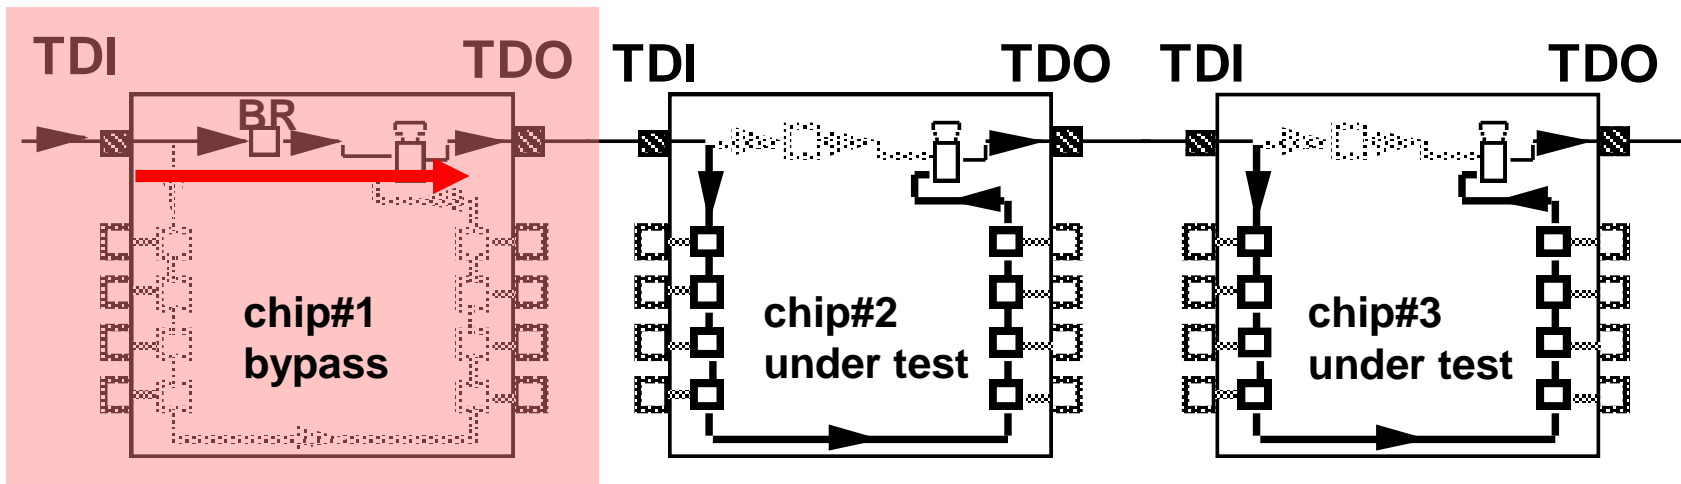 TDI TDO TDI TDO TDI TDO
BR
chip#1
bypass
chip#2
under test
chip#3
under test